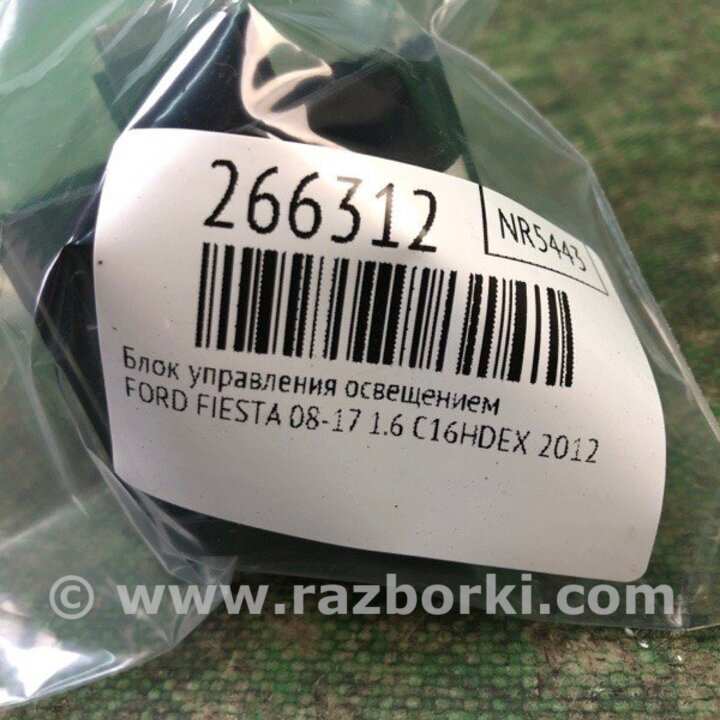 266312
NR5443
Блок управления освещением
FORD FIESTA 08-17 1.6 C16HDEX 2012
© www.razborki.com